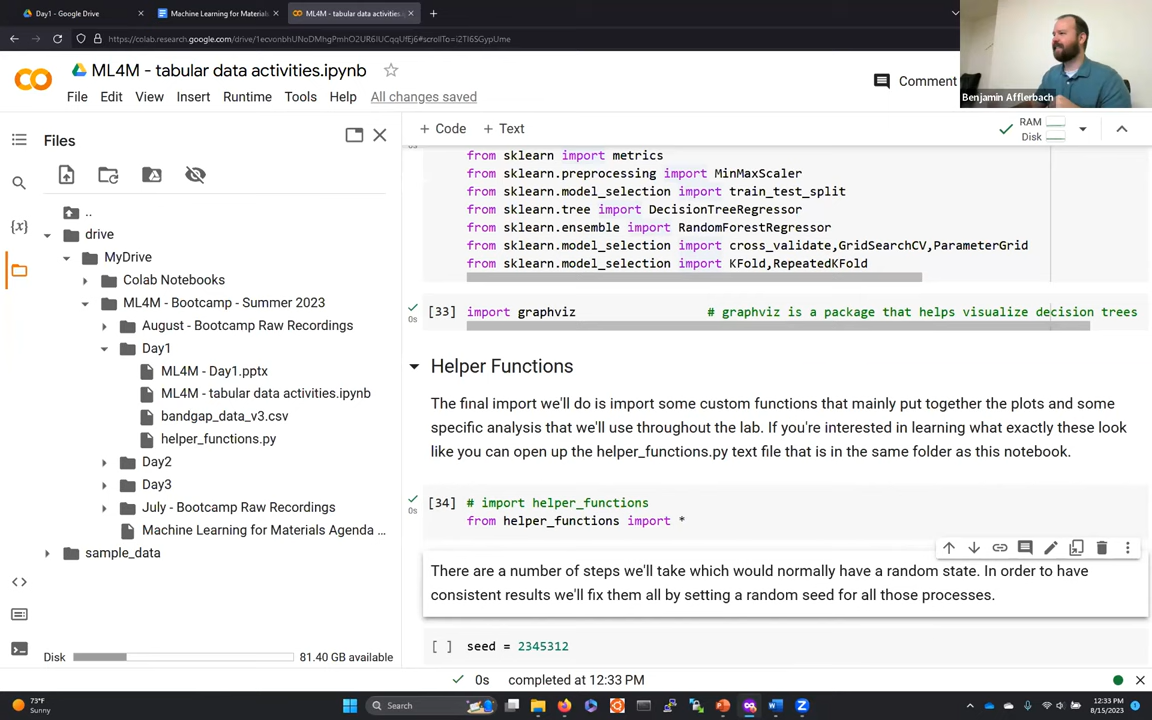 Day1 - Google Drive
Machine Learning for Materials
ML4M - tabular data activities.
https://colab.research.google.com/drive/1ecvonbhUNoDMhgPmhO2UR6IUCqqUfEj6#scrollTo=i2TI6SGypUme
ML4M - tabular data activities.ipynb
File Edit View Insert Runtime Tools Help All changes saved
Comment
Benjamin Afflerbach
Files
+ Code + Text
RAM
Disk
..
drive
MyDrive
Colab Notebooks
ML4M - Bootcamp - Summer 2023
August - Bootcamp Raw Recordings
Day1
ML4M - Day1.pptx
ML4M - tabular data activities.ipynb
bandgap_data_v3.csv
helper_functions.py
Day2
Day3
July - Bootcamp Raw Recordings
Machine Learning for Materials Agenda ...
sample_data
Disk 81.40 GB available
from sklearn import metrics
from sklearn.preprocessing import MinMaxScaler
from sklearn.model_selection import train_test_split
from sklearn.tree import DecisionTreeRegressor
from sklearn.ensemble import RandomForestRegressor
from sklearn.model_selection import cross_validate,GridSearchCV,ParameterGrid
from sklearn.model_selection import KFold,RepeatedKFold
[33] import graphviz # graphviz is a package that helps visualize decision trees
0s
Helper Functions
The final import we'll do is import some custom functions that mainly put together the plots and some
specific analysis that we'll use throughout the lab. If you're interested in learning what exactly these look
like you can open up the helper_functions.py text file that is in the same folder as this notebook.
[34] # import helper_functions
0s
from helper_functions import *
There are a number of steps we'll take which would normally have a random state. In order to have
consistent results we'll fix them all by setting a random seed for all those processes.
[ ] seed = 2345312
0s completed at 12:33 PM
73°F
Sunny
Search
12:33 PM
8/15/2023